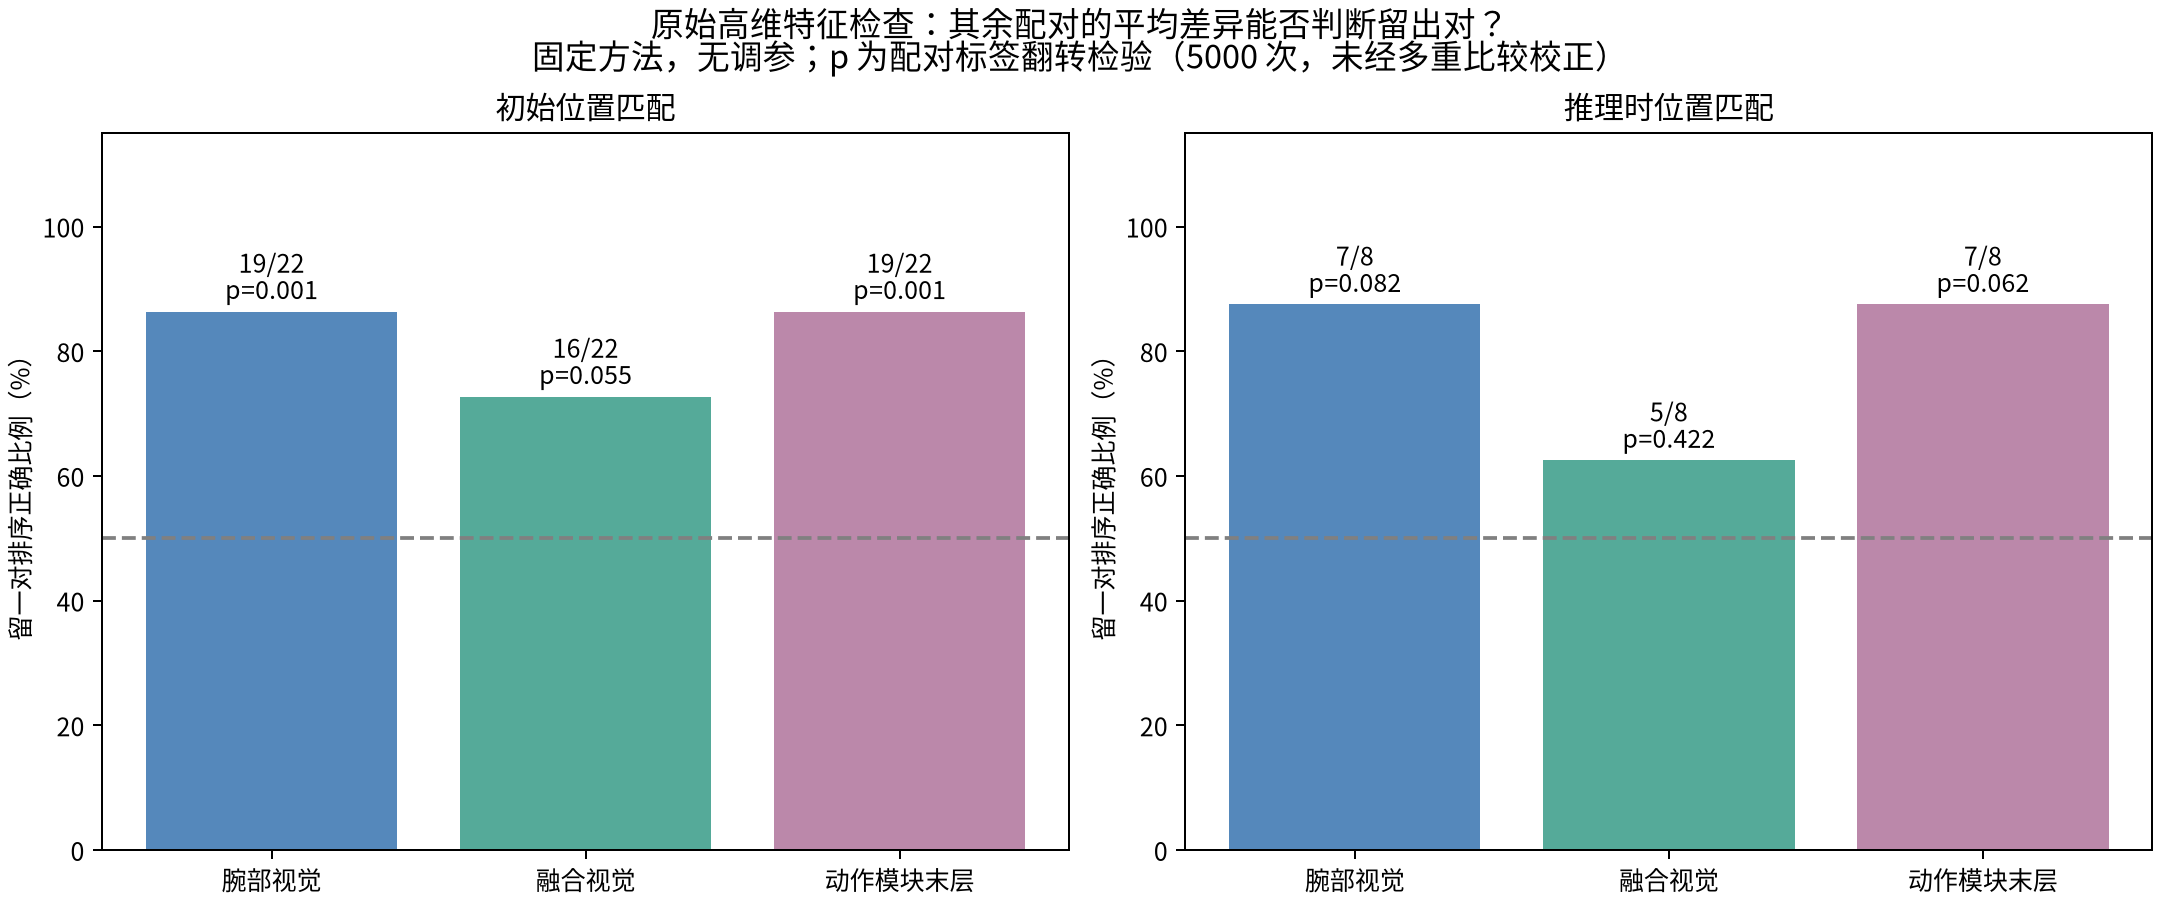 原始高维特征检查：其余配对的平均差异能否判断留出对？
固定方法，无调参；p 为配对标签翻转检验（5000 次，未经多重比较校正）
初始位置匹配
留一对排序正确比例（%）
100
80
60
40
20
0
19/22
p=0.001
16/22
p=0.055
19/22
p=0.001
腕部视觉
融合视觉
动作模块末层
推理时位置匹配
留一对排序正确比例（%）
100
80
60
40
20
0
7/8
p=0.082
5/8
p=0.422
7/8
p=0.062
腕部视觉
融合视觉
动作模块末层